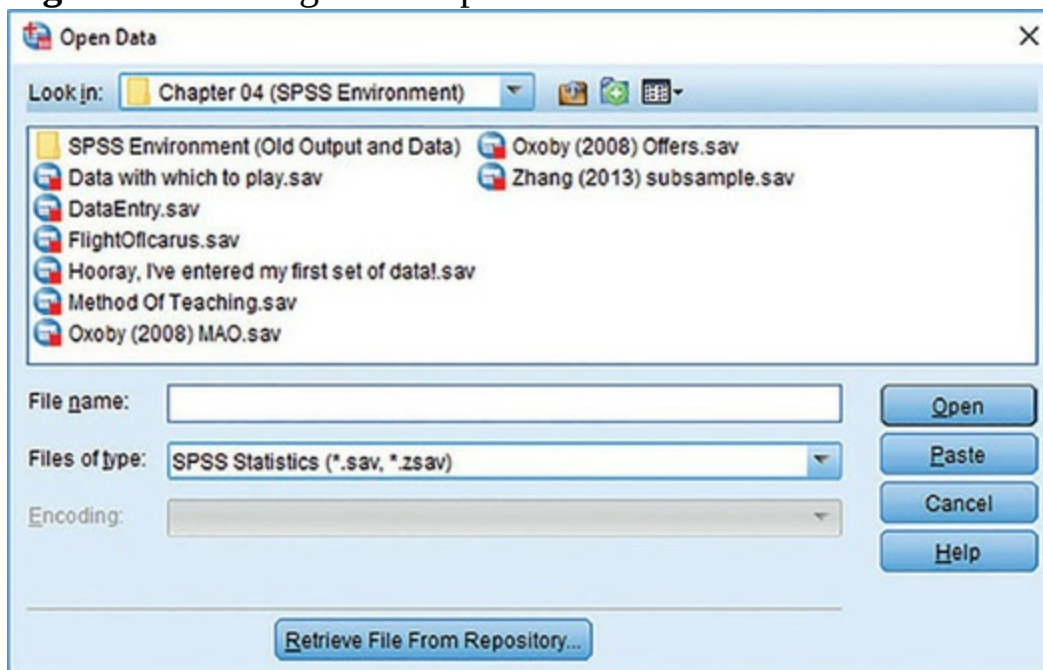 Open Data
Look in: Chapter 04 (SPSS Environment)
SPSS Environment (Old Output and Data)
Data with which to play.sav
DataEntry.sav
FlightOfIcarus.sav
Hooray, I've entered my first set of data!.sav
Method Of Teaching.sav
Oxoby (2008) MAO.sav
Oxoby (2008) Offers.sav
Zhang (2013) subsample.sav
File name:
Open
Files of type: SPSS Statistics (*.sav, *.zsav)
Paste
Encoding:
Cancel
Help
Retrieve File From Repository...